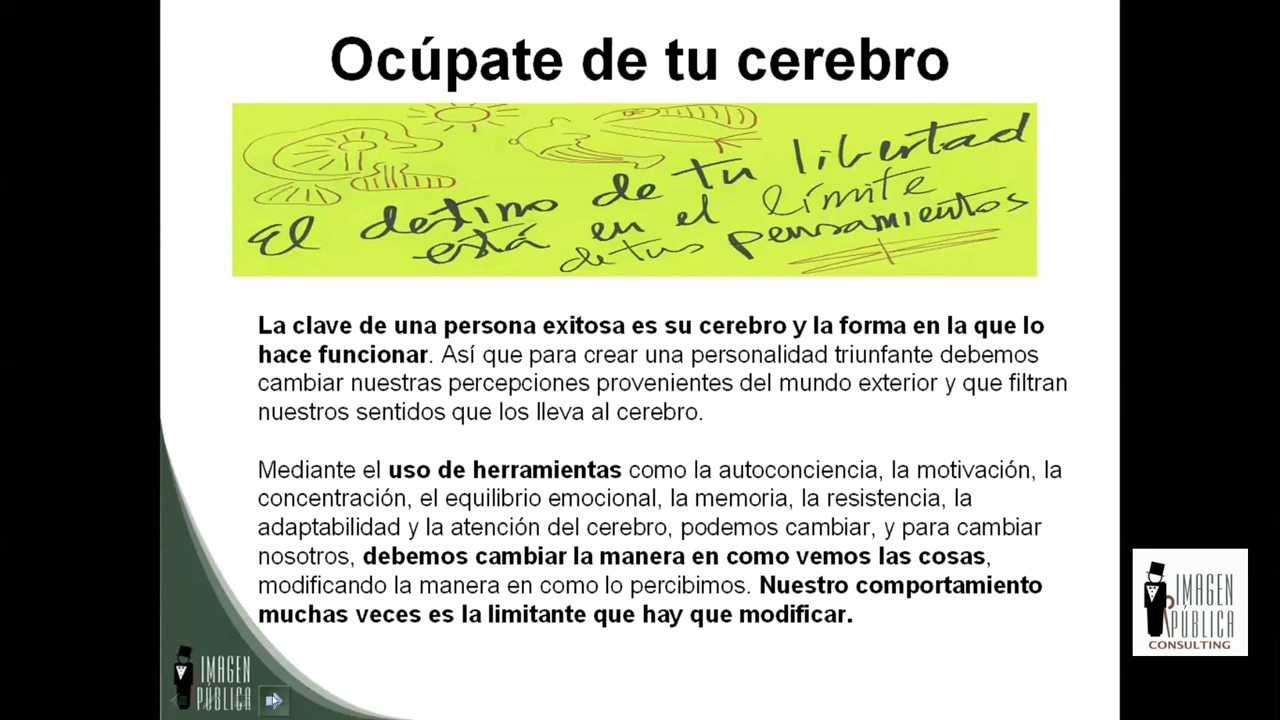 Ocúpate de tu cerebro
El destino de tu libertad
está en el límite
de tus pensamientos
La clave de una persona exitosa es su cerebro y la forma en la que lo
hace funcionar. Así que para crear una personalidad triunfante debemos
cambiar nuestras percepciones provenientes del mundo exterior y que filtran
nuestros sentidos que los lleva al cerebro.
Mediante el uso de herramientas como la autoconciencia, la motivación, la
concentración, el equilibrio emocional, la memoria, la resistencia, la
adaptabilidad y la atención del cerebro, podemos cambiar, y para cambiar
nosotros, debemos cambiar la manera en como vemos las cosas,
modificando la manera en como lo percibimos. Nuestro comportamiento
muchas veces es la limitante que hay que modificar.
IMAGEN
PÚBLICA
IMAGEN
PÚBLICA
CONSULTING